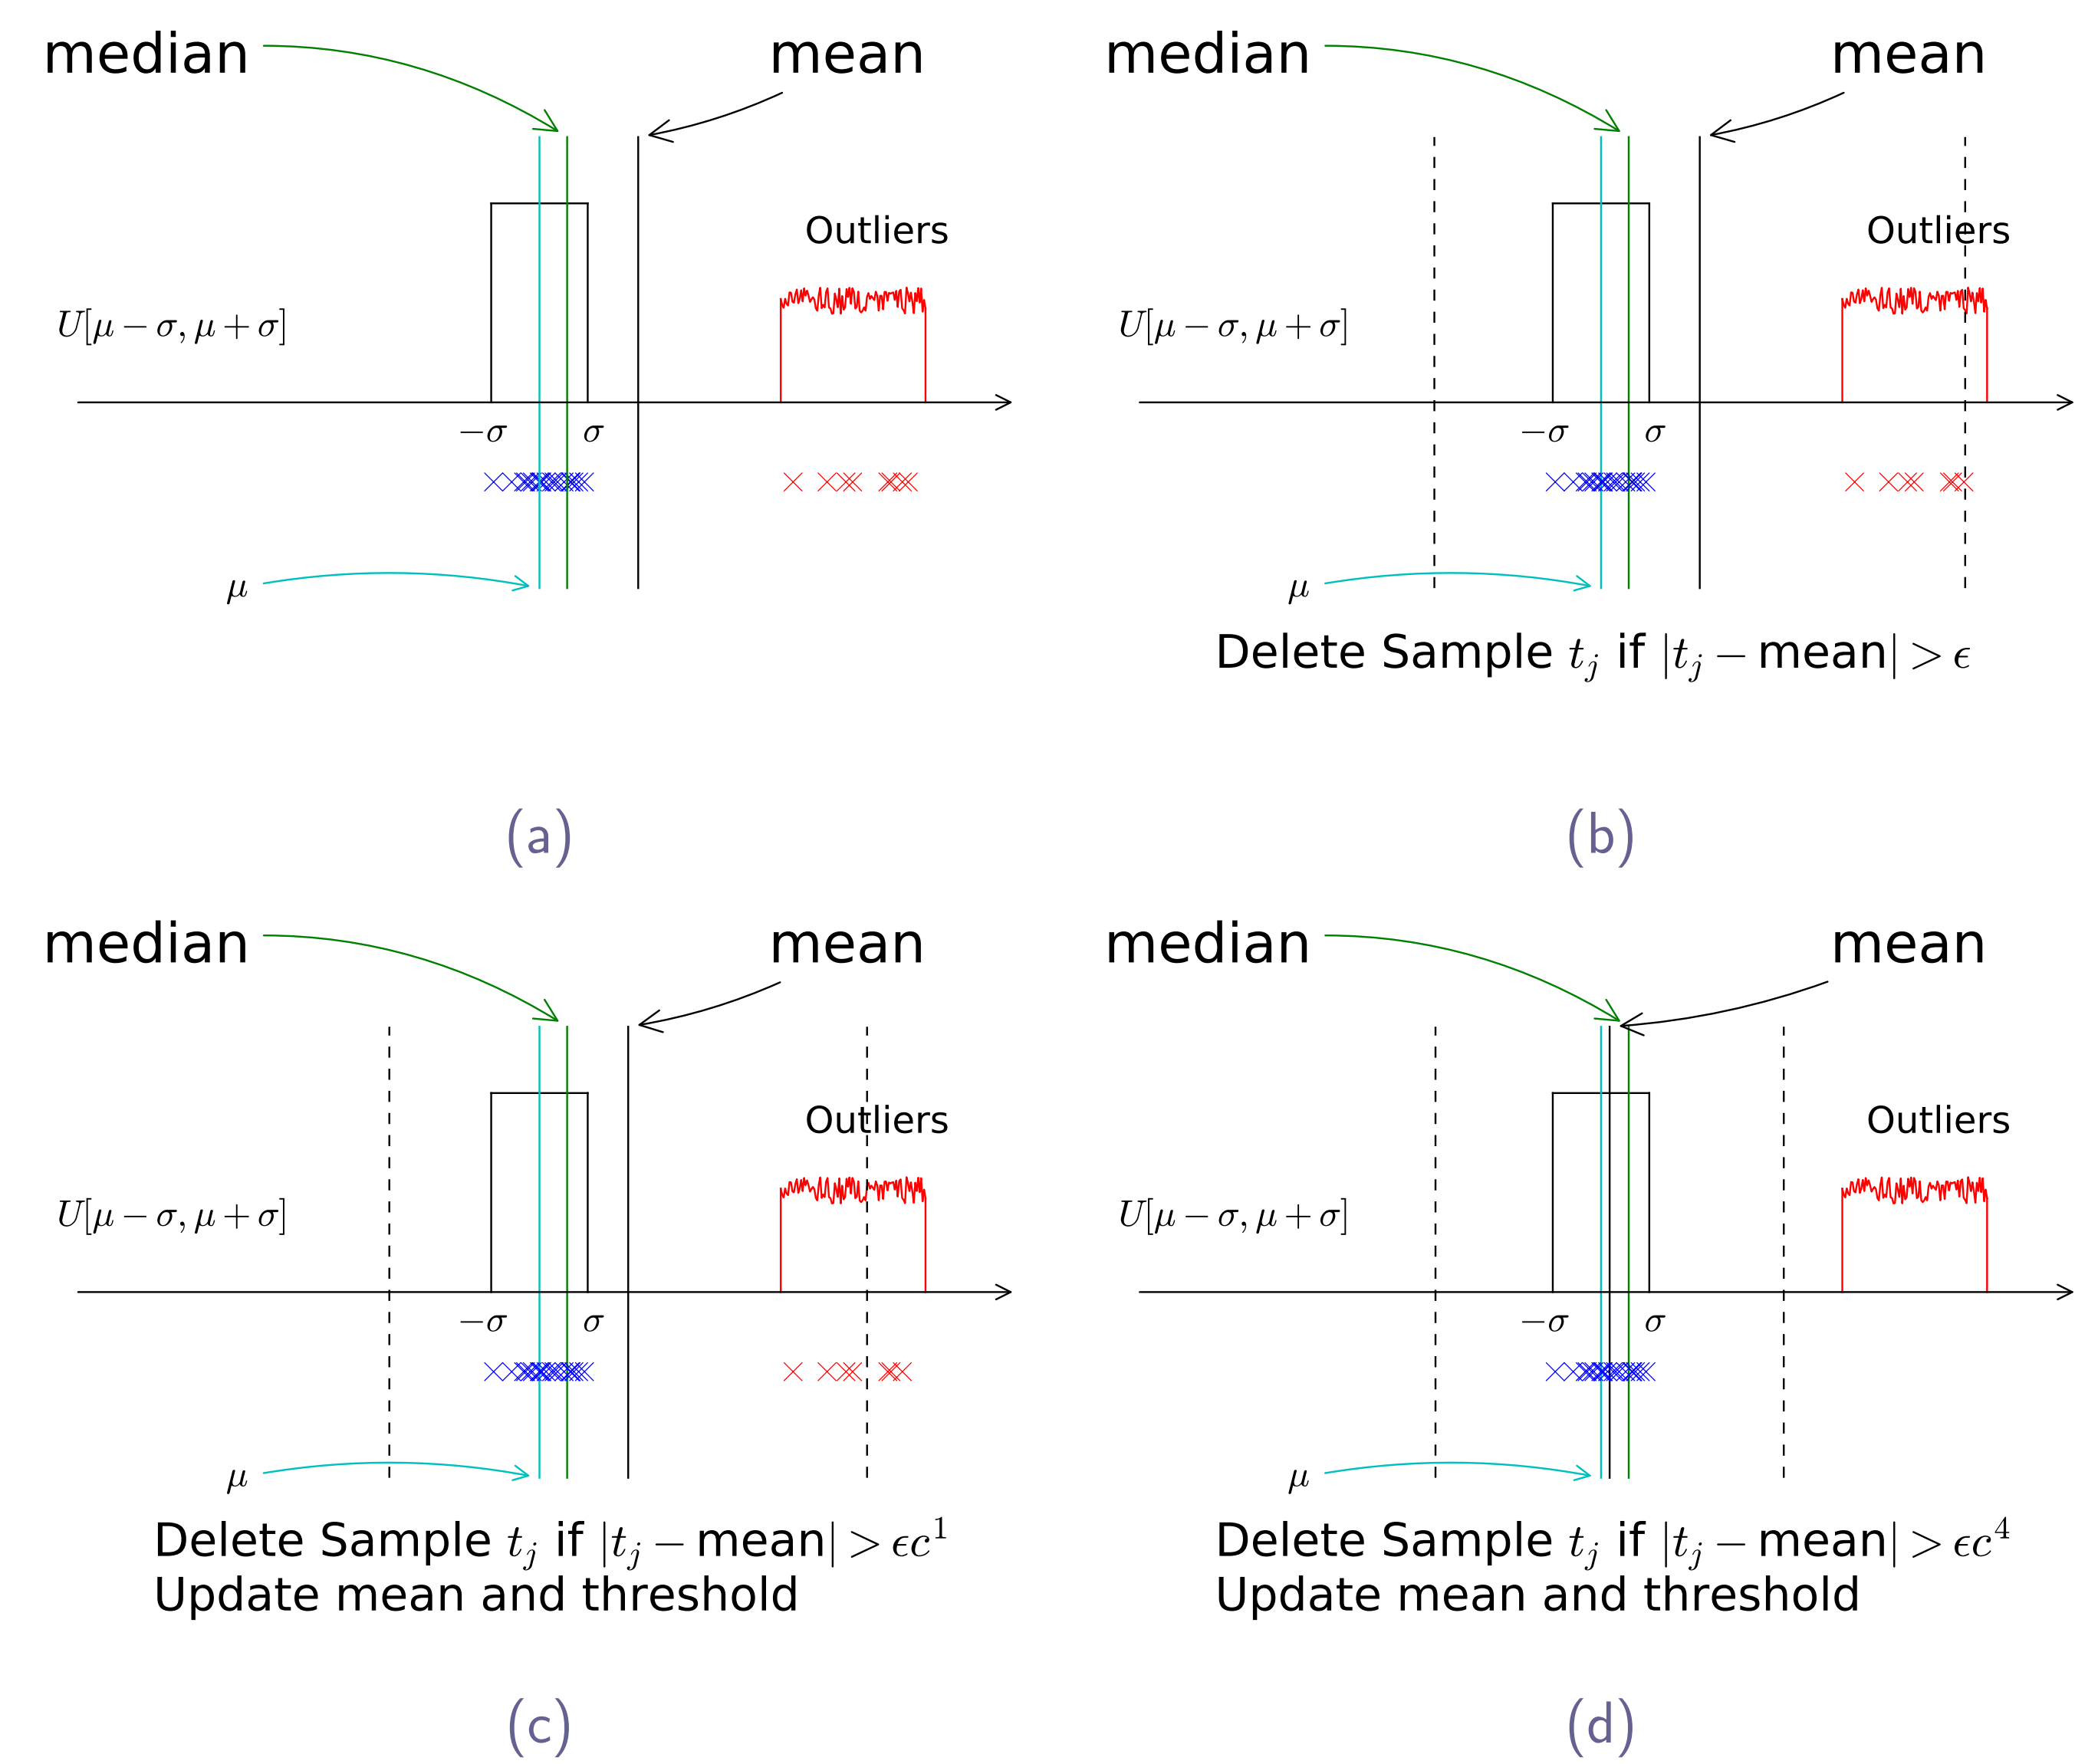 median
mean
Outliers
U[μ − σ, μ + σ]
−σ
σ
μ
(a)
median
mean
Outliers
U[μ − σ, μ + σ]
−σ
σ
μ
Delete Sample t_j if |t_j − mean| > ϵ
(b)
median
mean
Outliers
U[μ − σ, μ + σ]
−σ
σ
μ
Delete Sample t_j if |t_j − mean| > ϵc^1
Update mean and threshold
(c)
median
mean
Outliers
U[μ − σ, μ + σ]
−σ
σ
μ
Delete Sample t_j if |t_j − mean| > ϵc^4
Update mean and threshold
(d)